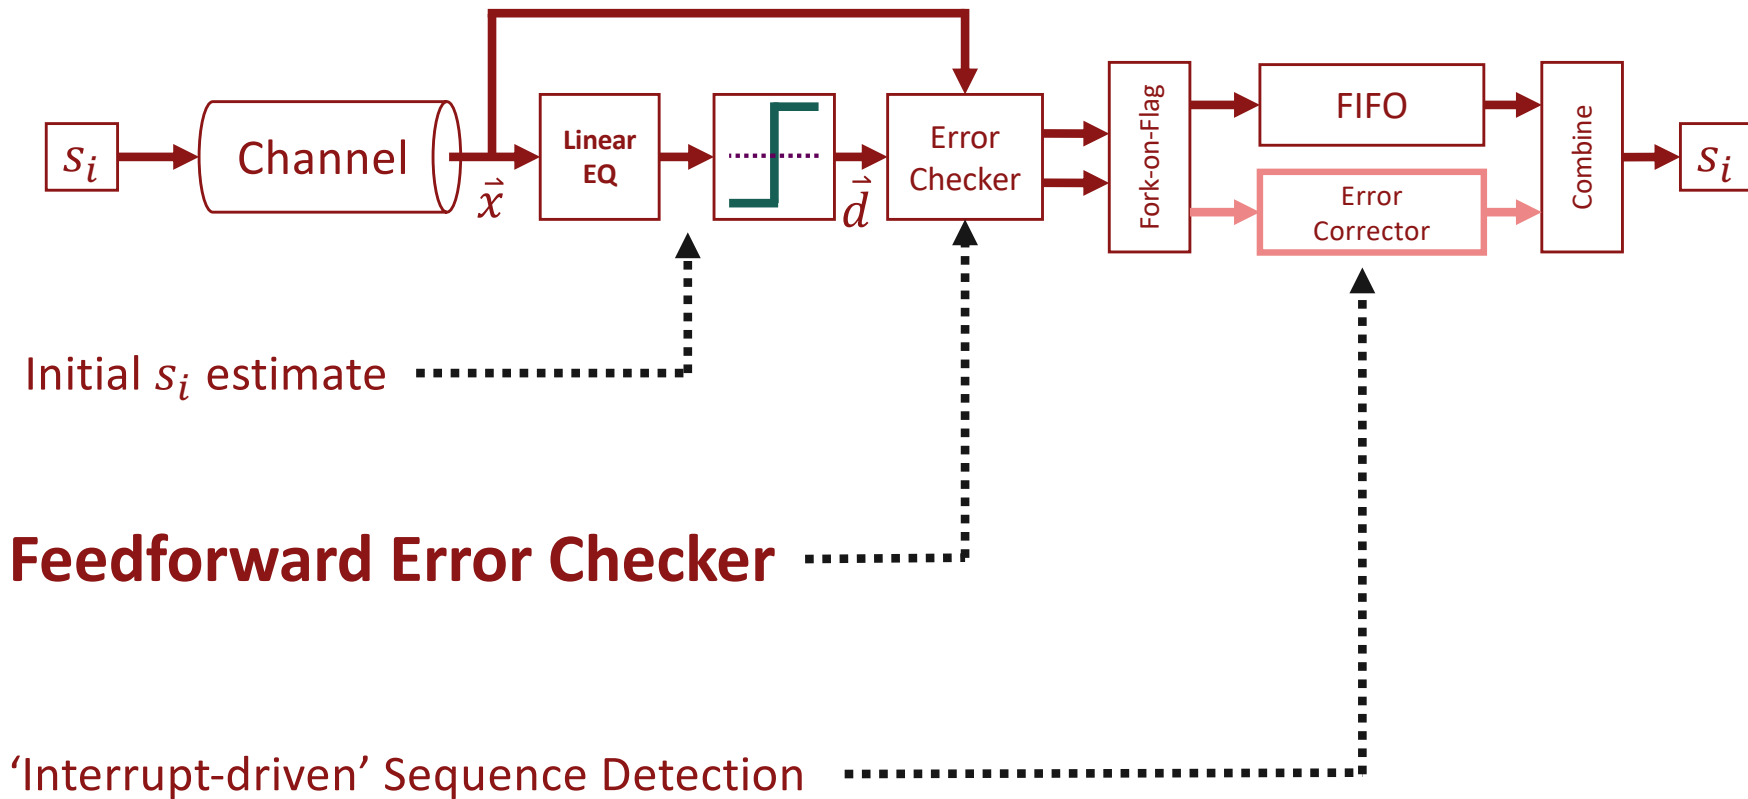 s_i
Channel
x⃗
Linear
EQ
d⃗
Error
Checker
Fork-on-Flag
FIFO
Error
Corrector
Combine
s_i
Initial s_i estimate
Feedforward Error Checker
‘Interrupt-driven’ Sequence Detection